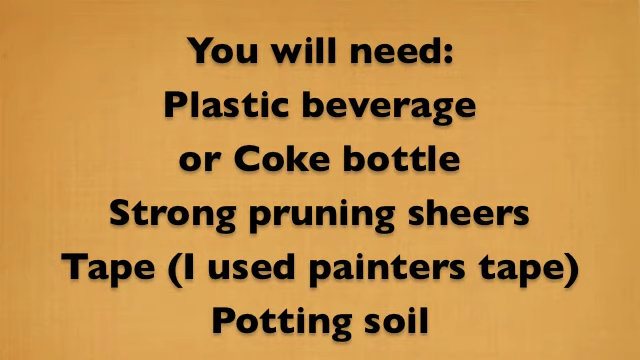 You will need:
Plastic beverage
or Coke bottle
Strong pruning sheers
Tape (I used painters tape)
Potting soil